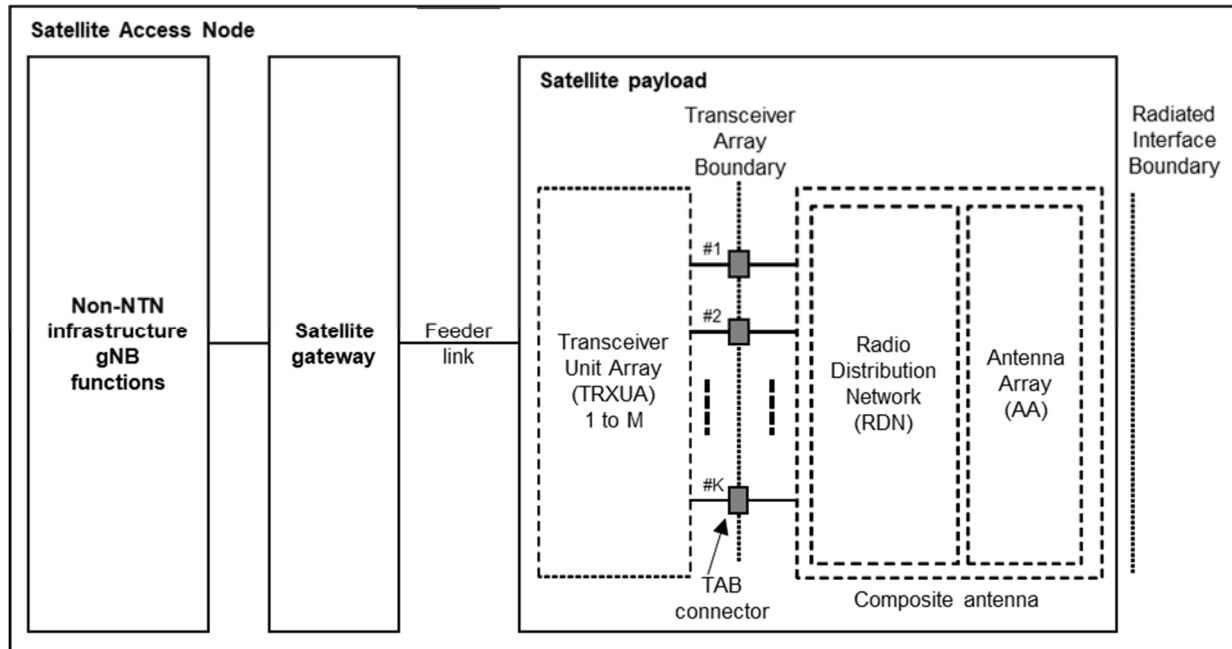 Satellite Access Node
Non-NTN
infrastructure
gNB
functions
Satellite
gateway
Feeder
link
Satellite payload
Transceiver
Array
Boundary
Transceiver
Unit Array
(TRXUA)
1 to M
#1
#2
#K
TAB
connector
Radio
Distribution
Network
(RDN)
Antenna
Array
(AA)
Composite antenna
Radiated
Interface
Boundary